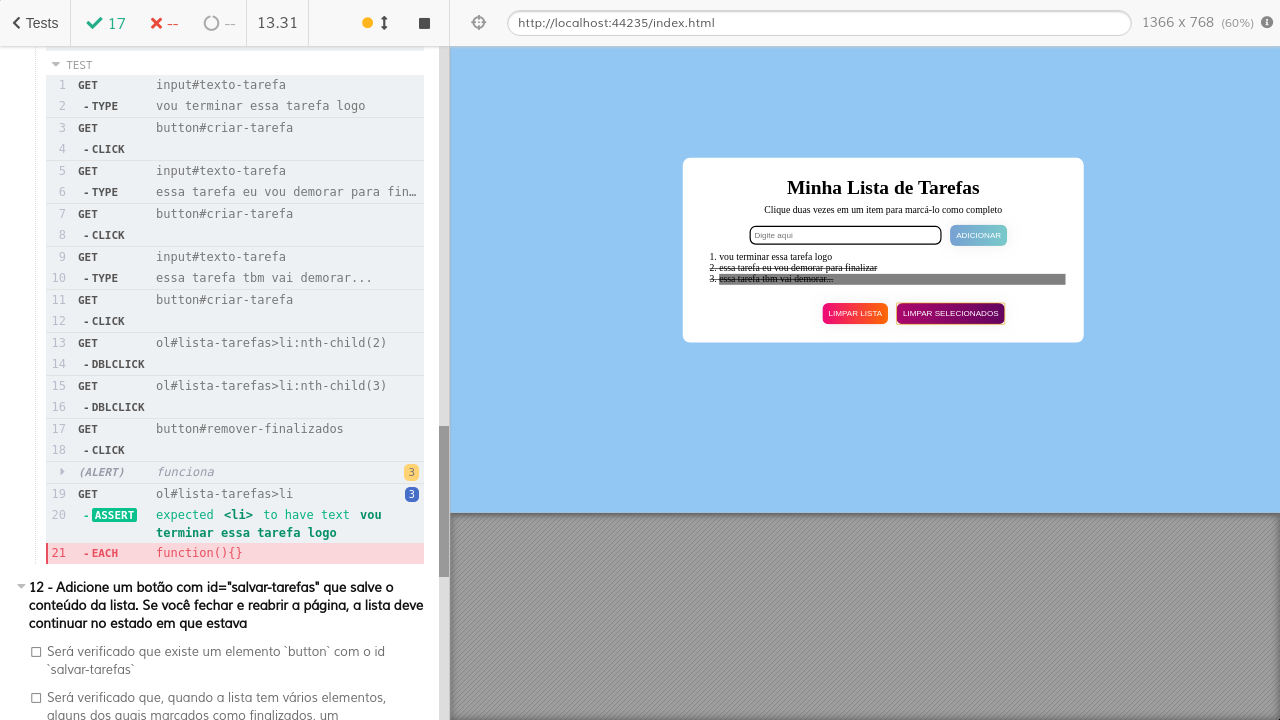 Tests
17
--
--
13.31
http://localhost:44235/index.html
1366 x 768 (60%)
TEST
1 GET input#texto-tarefa
2 - TYPE vou terminar essa tarefa logo
3 GET button#criar-tarefa
4 - CLICK
5 GET input#texto-tarefa
6 - TYPE essa tarefa eu vou demorar para fin…
7 GET button#criar-tarefa
8 - CLICK
9 GET input#texto-tarefa
10 - TYPE essa tarefa tbm vai demorar...
11 GET button#criar-tarefa
12 - CLICK
13 GET ol#lista-tarefas>li:nth-child(2)
14 - DBLCLICK
15 GET ol#lista-tarefas>li:nth-child(3)
16 - DBLCLICK
17 GET button#remover-finalizados
18 - CLICK
(ALERT) funciona 3
19 GET ol#lista-tarefas>li 3
20 - ASSERT expected <li> to have text vou
terminar essa tarefa logo
21 - EACH function(){}
12 - Adicione um botão com id="salvar-tarefas" que salve o
conteúdo da lista. Se você fechar e reabrir a página, a lista deve
continuar no estado em que estava
Será verificado que existe um elemento `button` com o id
`salvar-tarefas`
Será verificado que, quando a lista tem vários elementos,
alguns dos quais marcados como finalizados, um
Minha Lista de Tarefas
Clique duas vezes em um item para marcá-lo como completo
Digite aqui
ADICIONAR
1. vou terminar essa tarefa logo
2. essa tarefa eu vou demorar para finalizar
3. essa tarefa tbm vai demorar...
LIMPAR LISTA
LIMPAR SELECIONADOS